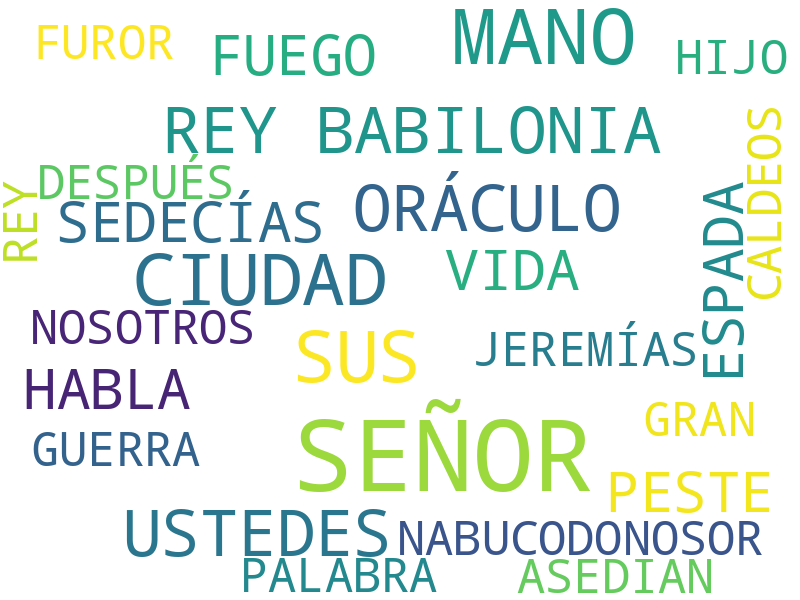 MANO
FUROR
FUEGO
HIJO
REY BABILONIA
CALDEOS
DESPUÉS
REY
ORÁCULO
SEDECÍAS
ESPADA
CIUDAD
VIDA
NOSOTROS
SUS
JEREMÍAS
HABLA
GRAN
SEÑOR
GUERRA
PESTE
USTEDES
NABUCODONOSOR
PALABRA
ASEDIAN